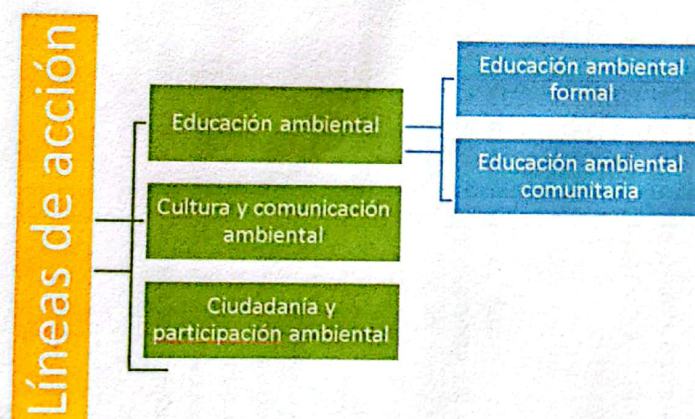 Líneas de acción
Educación ambiental
Cultura y comunicación
ambiental
Ciudadanía y
participación ambiental
Educación ambiental
formal
Educación ambiental
comunitaria